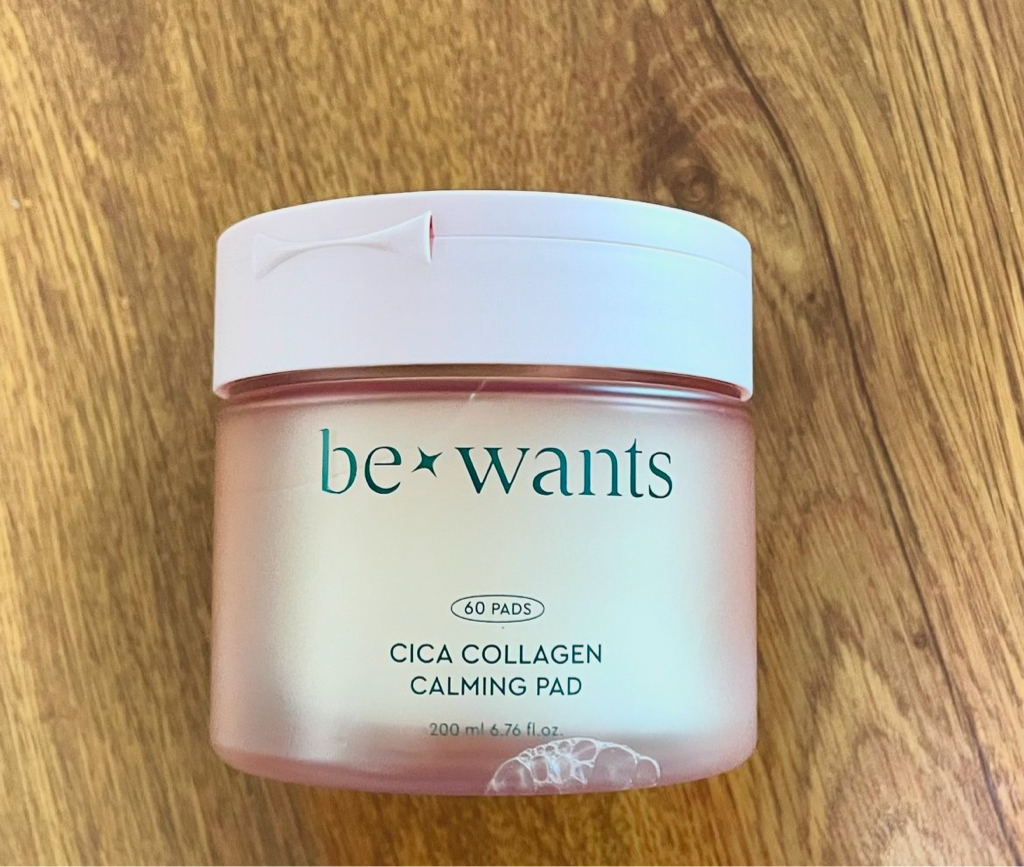 be✦wants
60 PADS
CICA COLLAGEN
CALMING PAD
200 ml 6.76 fl.oz.